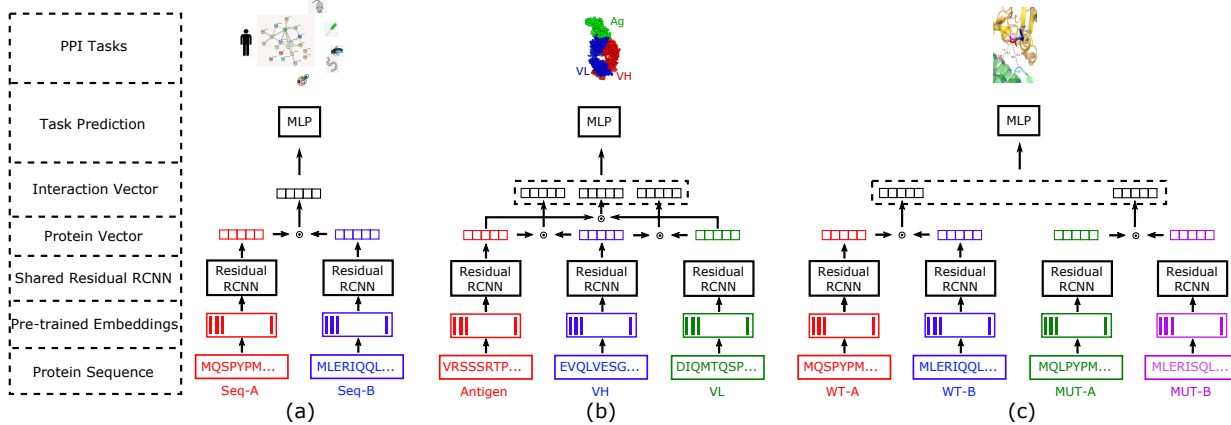 PPI Tasks
Task Prediction
Interaction Vector
Protein Vector
Shared Residual RCNN
Pre-trained Embeddings
Protein Sequence
MLP
Residual
RCNN
Residual
RCNN
MQSPYPM...
MLERIQQL...
Seq-A
Seq-B
(a)
Ag
VL
VH
MLP
Residual
RCNN
Residual
RCNN
Residual
RCNN
VRSSSRTP...
EVQLVESG...
DIQMTQSP...
Antigen
VH
VL
(b)
MLP
Residual
RCNN
Residual
RCNN
Residual
RCNN
Residual
RCNN
MQSPYPM...
MLERIQQL...
MQLPYPM...
MLERISQL...
WT-A
WT-B
MUT-A
MUT-B
(c)